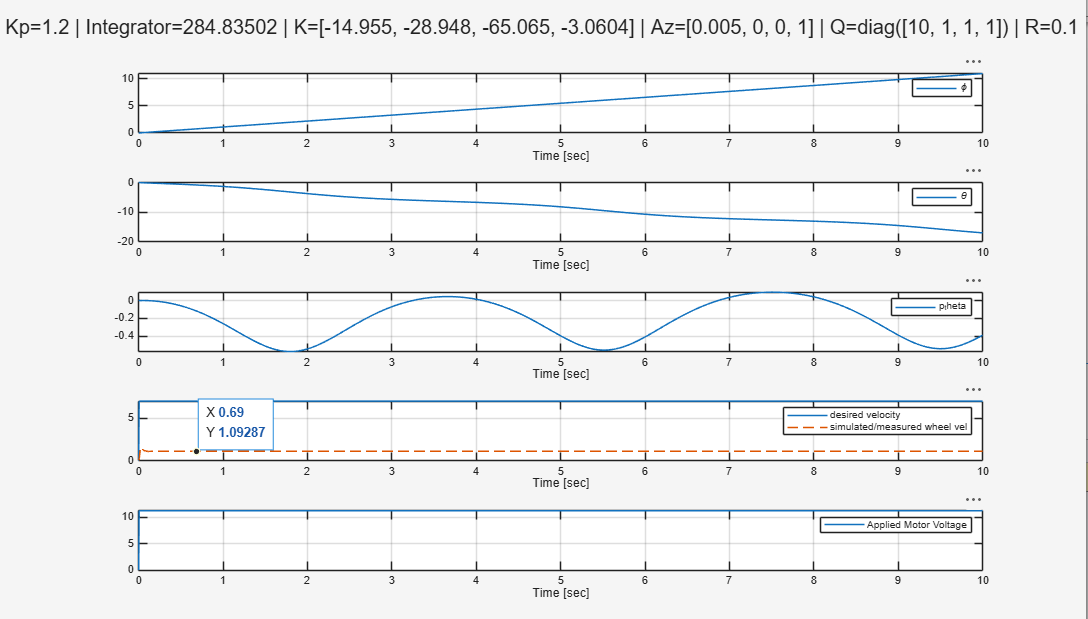 Kp=1.2 | Integrator=284.83502 | K=[-14.955, -28.948, -65.065, -3.0604] | Az=[0.005, 0, 0, 1] | Q=diag([10, 1, 1, 1]) | R=0.1
10
5
0
ϕ
0 1 2 3 4 5 6 7 8 9 10
Time [sec]
0
-10
-20
θ
0 1 2 3 4 5 6 7 8 9 10
Time [sec]
0
-0.2
-0.4
pₜheta
0 1 2 3 4 5 6 7 8 9 10
Time [sec]
5
0
X 0.69
Y 1.09287
desired velocity
simulated/measured wheel vel
0 1 2 3 4 5 6 7 8 9 10
Time [sec]
10
5
0
Applied Motor Voltage
0 1 2 3 4 5 6 7 8 9 10
Time [sec]